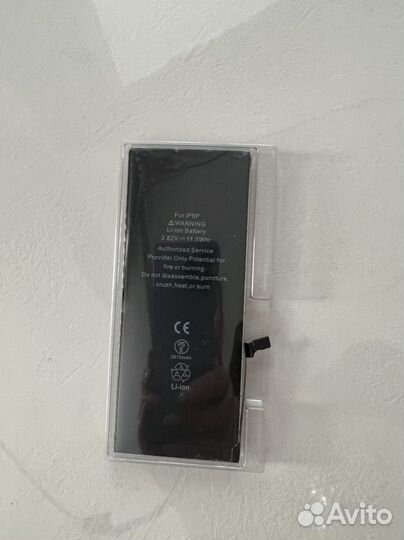 For iP6P
WARNING
Li-ion Battery
3.82V 11.1Whr
Authorized Service
Provider Only Potential for
fire or burning.
Do not disassemble,puncture,
crush,heat,or burn.
CE
2915mAh
Li-ion
Avito